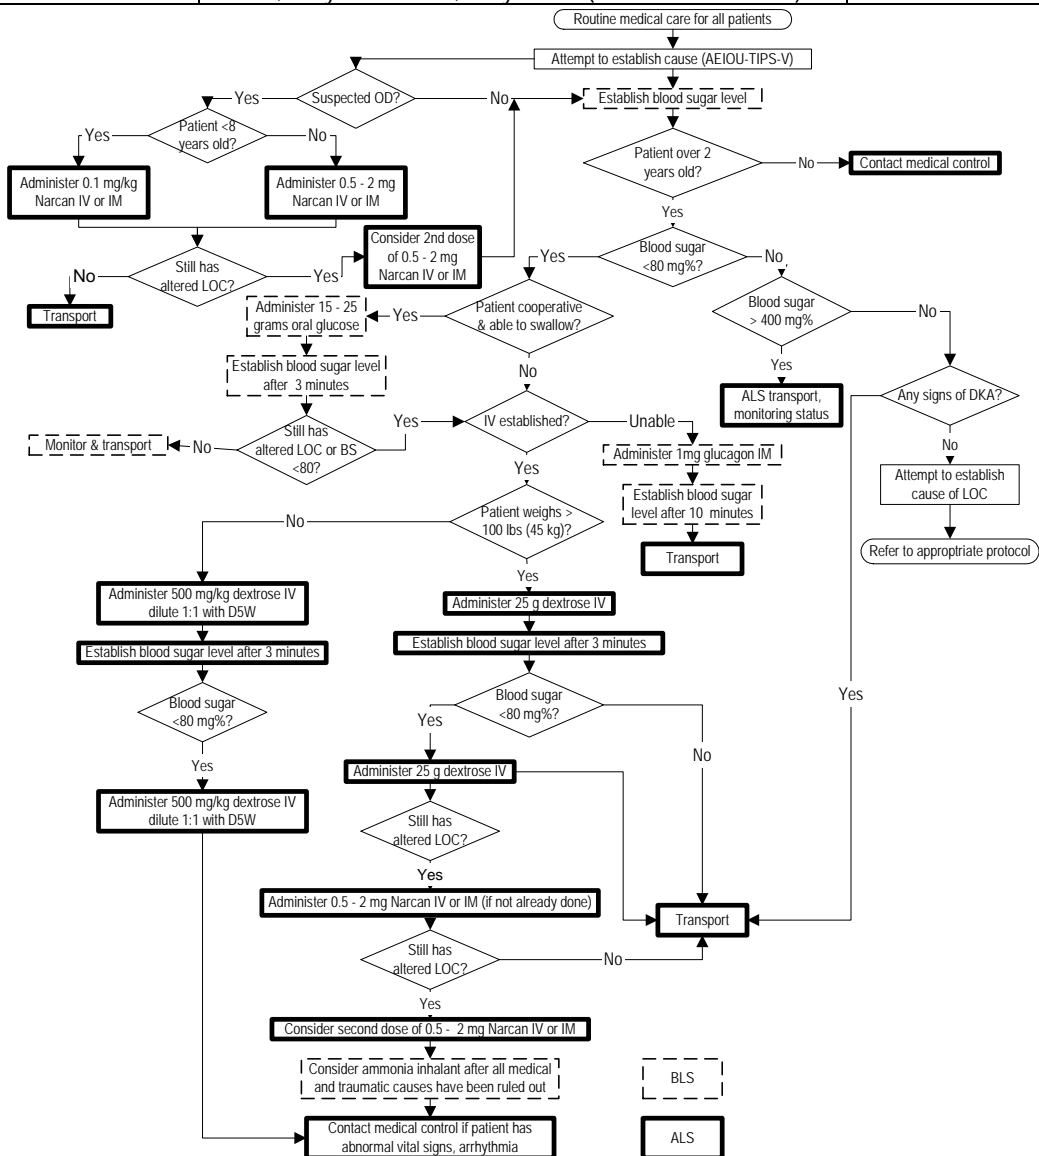 Routine medical care for all patients
Attempt to establish cause (AEIOU-TIPS-V)
Suspected OD?
Yes
No
Establish blood sugar level
Patient <8
years old?
Yes
No
Patient over 2
years old?
No
Contact medical control
Administer 0.1 mg/kg
Narcan IV or IM
Administer 0.5 - 2 mg
Narcan IV or IM
Yes
Consider 2nd dose
of 0.5 - 2 mg
Narcan IV or IM
Blood sugar
<80 mg%?
Yes
No
Still has
altered LOC?
No
Yes
Transport
Administer 15 - 25
grams oral glucose
Yes
Patient cooperative
& able to swallow?
Blood sugar
> 400 mg%
No
Establish blood sugar level
after 3 minutes
No
Yes
ALS transport,
monitoring status
Any signs of DKA?
Still has
altered LOC or BS
<80?
No
Monitor & transport
Yes
IV established?
Unable
Administer 1mg glucagon IM
No
Attempt to establish
cause of LOC
Yes
Establish blood sugar
level after 10 minutes
Patient weighs >
100 lbs (45 kg)?
No
Transport
Refer to approptriate protocol
Yes
Administer 500 mg/kg dextrose IV
dilute 1:1 with D5W
Administer 25 g dextrose IV
Establish blood sugar level after 3 minutes
Establish blood sugar level after 3 minutes
Blood sugar
<80 mg%?
Blood sugar
<80 mg%?
Yes
Yes
No
Yes
Administer 25 g dextrose IV
Administer 500 mg/kg dextrose IV
dilute 1:1 with D5W
Still has
altered LOC?
Yes
Administer 0.5 - 2 mg Narcan IV or IM (if not already done)
Transport
Still has
altered LOC?
No
Yes
Consider second dose of 0.5 - 2 mg Narcan IV or IM
Consider ammonia inhalant after all medical
and traumatic causes have been ruled out
BLS
Contact medical control if patient has
abnormal vital signs, arrhythmia
ALS